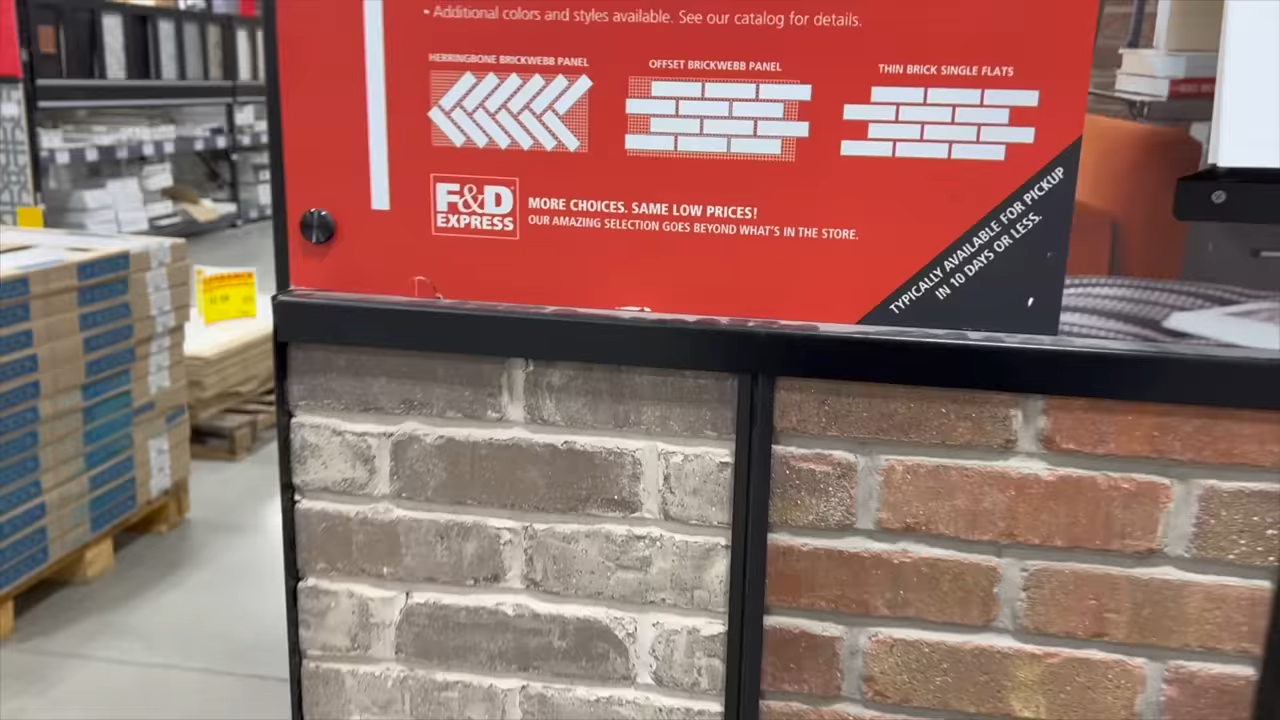 • Additional colors and styles available. See our catalog for details.
HERRINGBONE BRICKWEBB PANEL
OFFSET BRICKWEBB PANEL
THIN BRICK SINGLE FLATS
F&D
EXPRESS
MORE CHOICES. SAME LOW PRICES!
OUR AMAZING SELECTION GOES BEYOND WHAT'S IN THE STORE.
TYPICALLY AVAILABLE FOR PICKUP
IN 10 DAYS OR LESS.
CLEARANCE